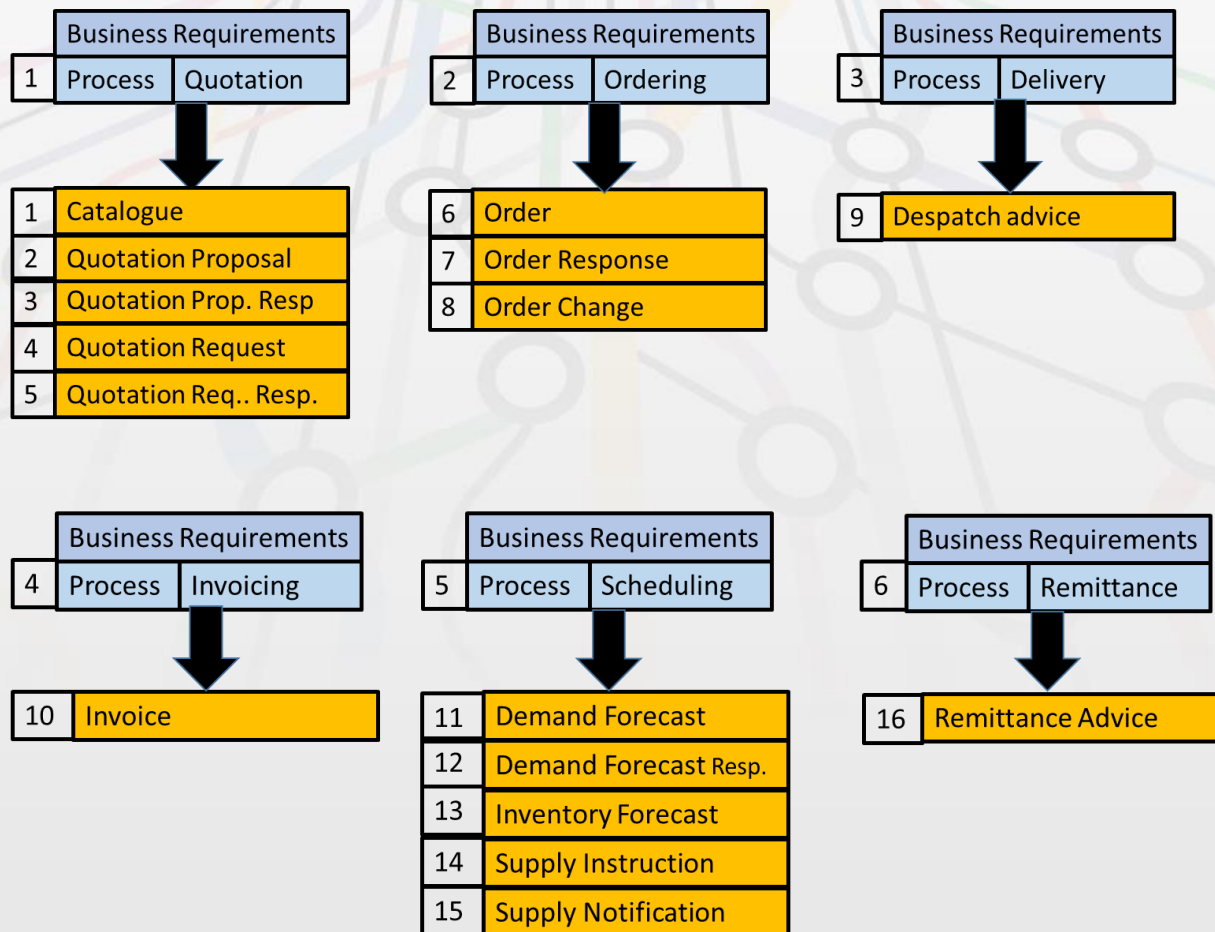 Business Requirements
1 Process Quotation
1 Catalogue
2 Quotation Proposal
3 Quotation Prop. Resp
4 Quotation Request
5 Quotation Req.. Resp.
Business Requirements
2 Process Ordering
6 Order
7 Order Response
8 Order Change
Business Requirements
3 Process Delivery
9 Despatch advice
Business Requirements
4 Process Invoicing
10 Invoice
Business Requirements
5 Process Scheduling
11 Demand Forecast
12 Demand Forecast Resp.
13 Inventory Forecast
14 Supply Instruction
15 Supply Notification
Business Requirements
6 Process Remittance
16 Remittance Advice